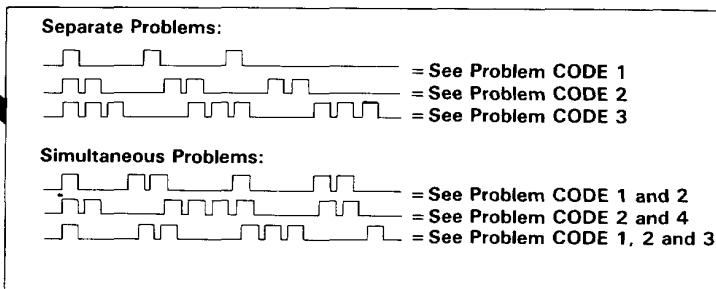 Separate Problems:
= See Problem CODE 1
= See Problem CODE 2
= See Problem CODE 3
Simultaneous Problems:
= See Problem CODE 1 and 2
= See Problem CODE 2 and 4
= See Problem CODE 1, 2 and 3